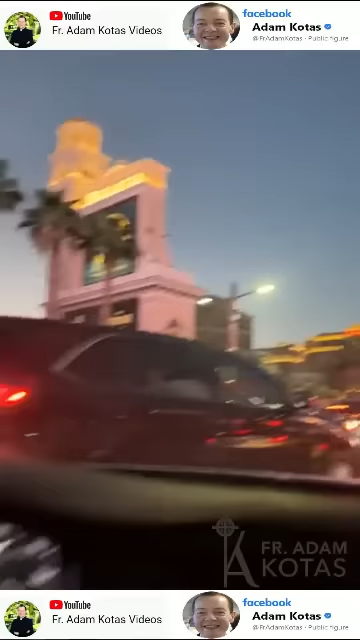 YouTube
Fr. Adam Kotas Videos
facebook
Adam Kotas
@FrAdamKotas · Public figure
FR. ADAM
KOTAS
YouTube
Fr. Adam Kotas Videos
facebook
Adam Kotas
@FrAdamKotas · Public figure